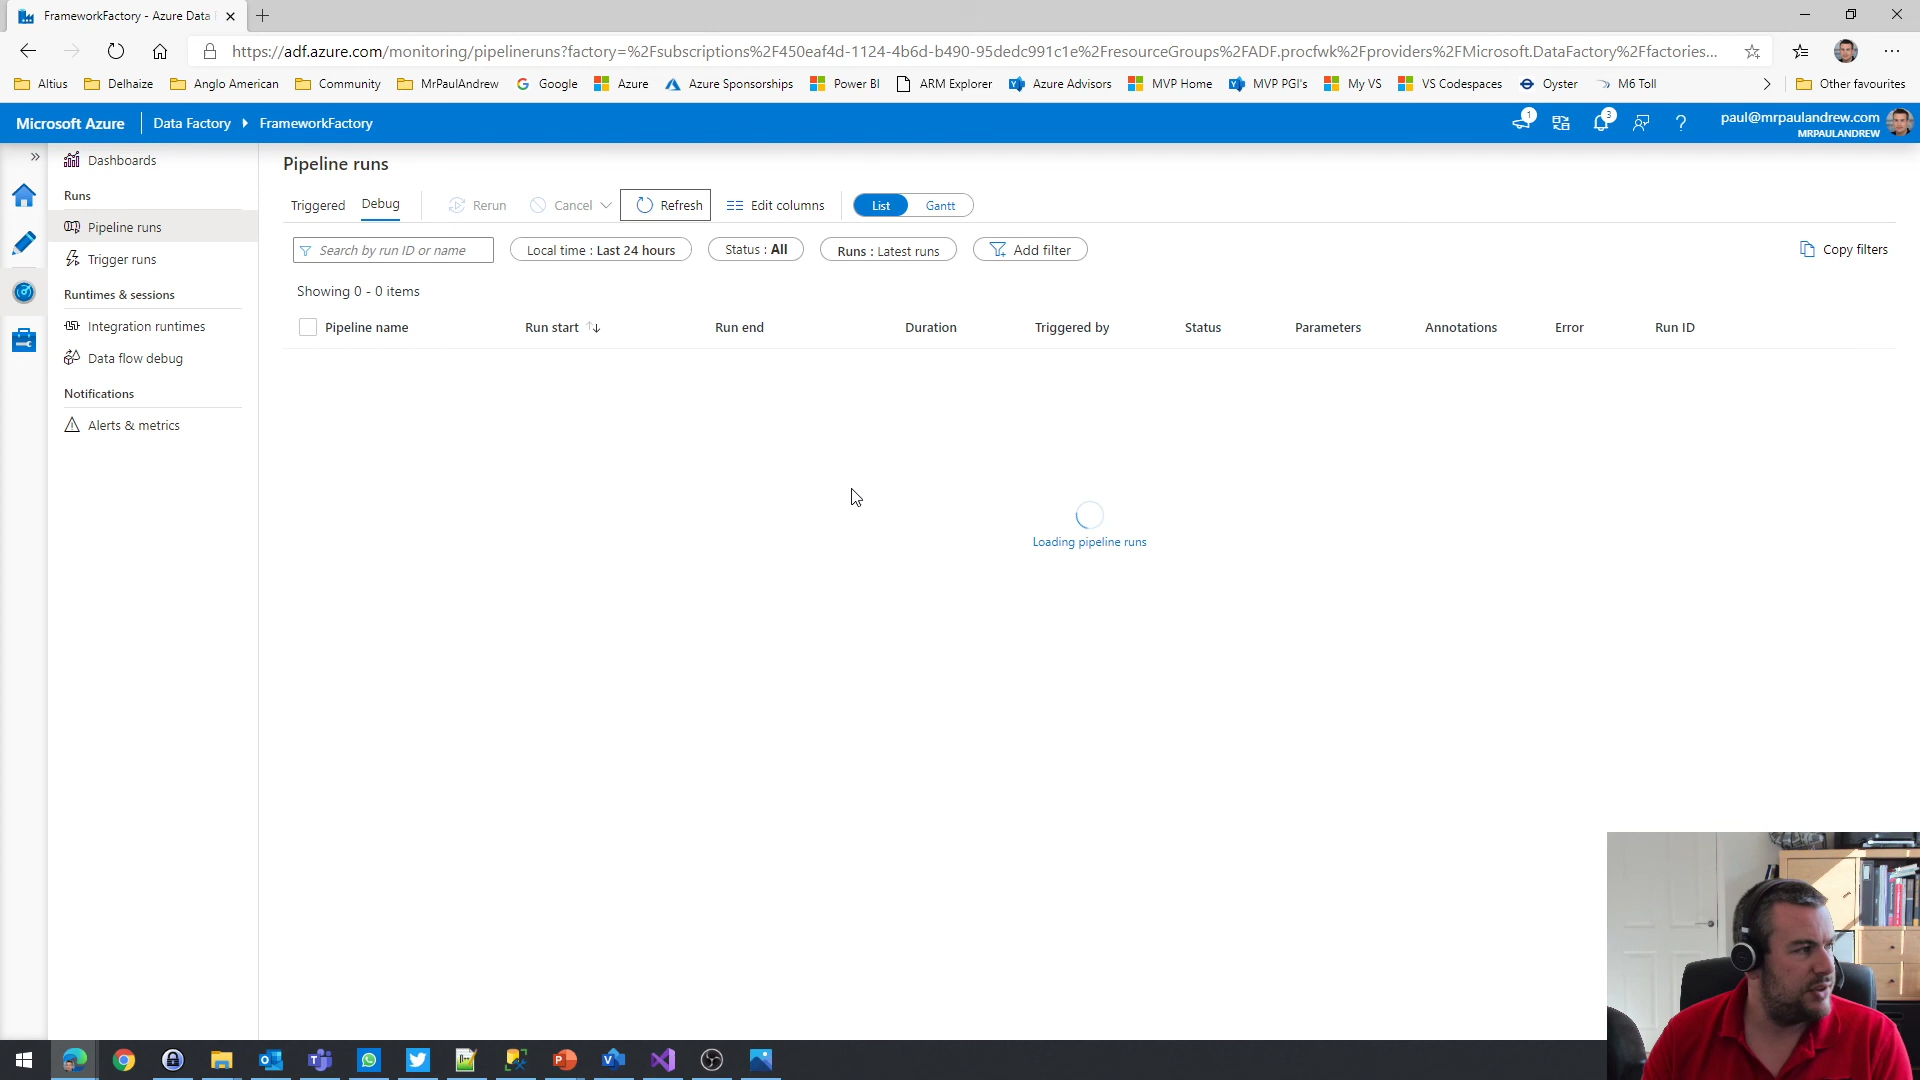 FrameworkFactory - Azure Data
https://adf.azure.com/monitoring/pipelineruns?factory=%2Fsubscriptions%2F450eaf4d-1124-4b6d-b490-95dedc991c1e%2FresourceGroups%2FADF.procfwk%2Fproviders%2FMicrosoft.DataFactory%2Ffactories...
Altius Delhaize Anglo American Community MrPaulAndrew Google Azure Azure Sponsorships Power BI ARM Explorer Azure Advisors MVP Home MVP PGI's My VS VS Codespaces Oyster M6 Toll Other favourites
Microsoft Azure Data Factory FrameworkFactory 1 3 ? paul@mrpaulandrew.com
MRPAULANDREW
Dashboards
Runs
Pipeline runs
Trigger runs
Runtimes & sessions
Integration runtimes
Data flow debug
Notifications
Alerts & metrics
Pipeline runs
Triggered Debug Rerun Cancel Refresh Edit columns List Gantt
Search by run ID or name Local time : Last 24 hours Status : All Runs : Latest runs Add filter Copy filters
Showing 0 - 0 items
Pipeline name Run start Run end Duration Triggered by Status Parameters Annotations Error Run ID
Loading pipeline runs